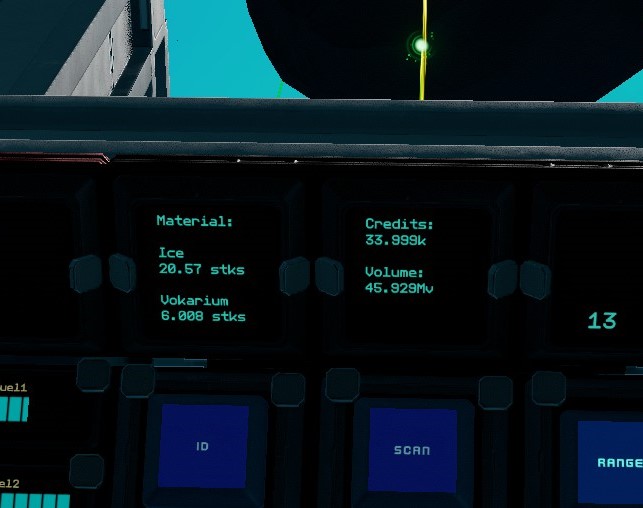 Material:
Ice
20.57 stks
Vokarium
6.008 stks
Credits:
33.999k
Volume:
45.929Mv
13
uel1
el2
ID
SCAN
RANGE